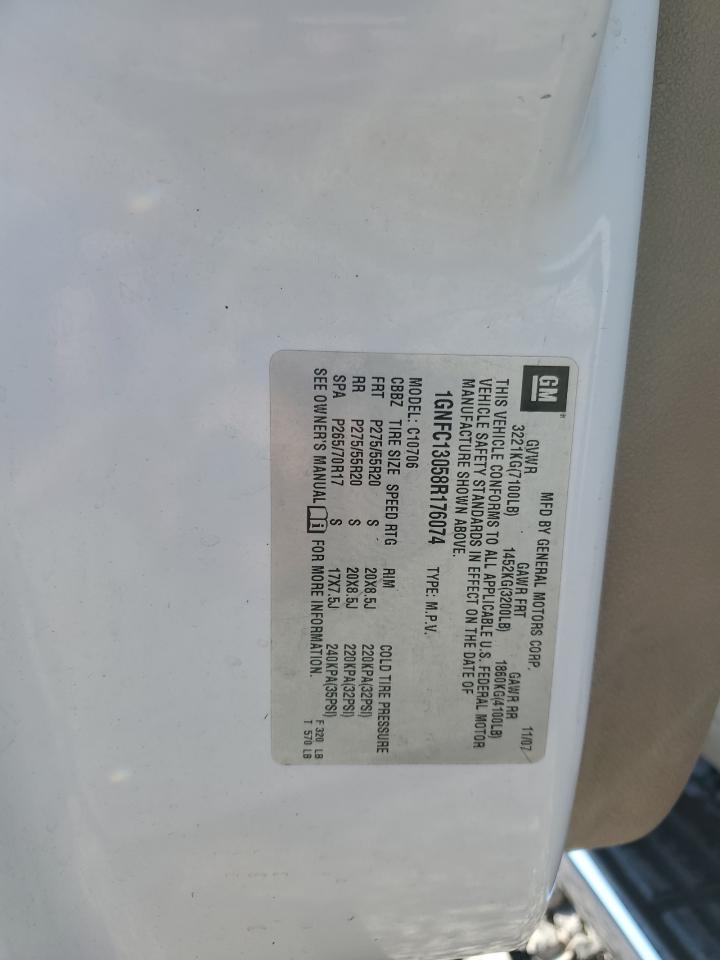 GM
MFD BY GENERAL MOTORS CORP. 11/07
GVWR GAWR FRT GAWR RR
3221KG(7100LB) 1452KG(3200LB) 1860KG(4100LB)
THIS VEHICLE CONFORMS TO ALL APPLICABLE U.S. FEDERAL MOTOR
VEHICLE SAFETY STANDARDS IN EFFECT ON THE DATE OF
MANUFACTURE SHOWN ABOVE.
1GNFC13058R176074 TYPE: M.P.V.
MODEL: C10706
CBBZ TIRE SIZE SPEED RTG RIM COLD TIRE PRESSURE
FRT P275/55R20 S 20X8.5J 220KPA(32PSI)
RR P275/55R20 S 20X8.5J 220KPA(32PSI)
SPA P265/70R17 S 17X7.5J 240KPA(35PSI)
SEE OWNER'S MANUAL FOR MORE INFORMATION.
F 320 LB
T 570 LB